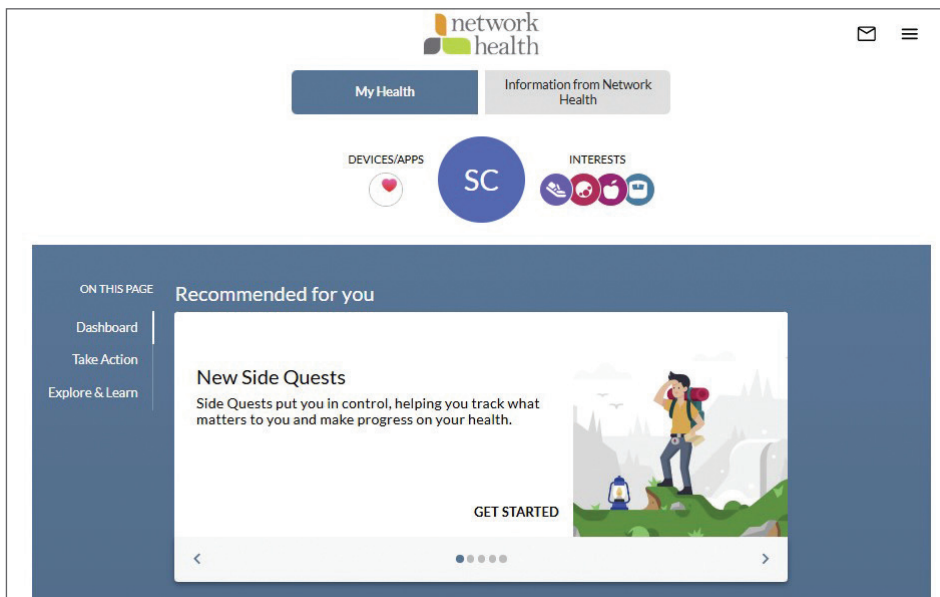 network
health
My Health
Information from Network
Health
DEVICES/APPS
SC
INTERESTS
ON THIS PAGE
Dashboard
Take Action
Explore & Learn
Recommended for you
New Side Quests
Side Quests put you in control, helping you track what
matters to you and make progress on your health.
GET STARTED